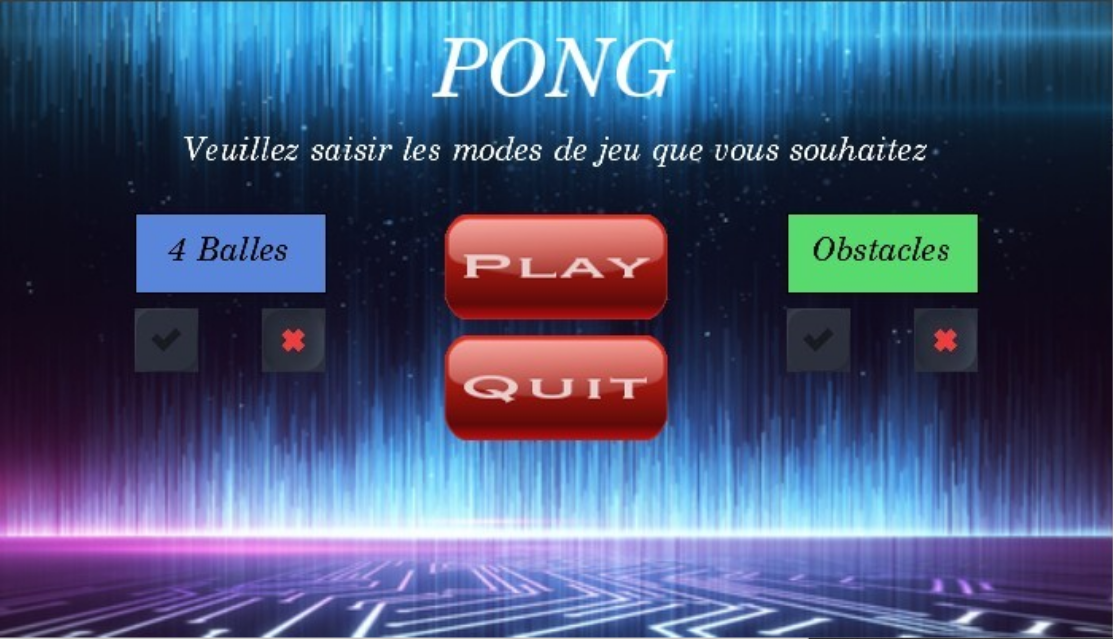 PONG
Veuillez saisir les modes de jeu que vous souhaitez
4 Balles
PLAY
Obstacles
QUIT